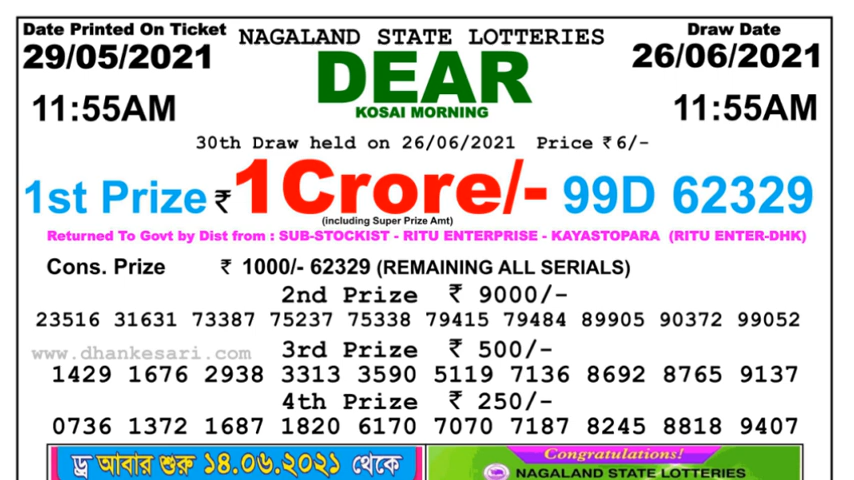 Date Printed On Ticket
29/05/2021
11:55AM
NAGALAND STATE LOTTERIES
DEAR
KOSAI MORNING
Draw Date
26/06/2021
11:55AM
30th Draw held on 26/06/2021 Price ₹6/-
1st Prize ₹ 1Crore/- 99D 62329
(including Super Prize Amt)
Returned To Govt by Dist from : SUB-STOCKIST - RITU ENTERPRISE - KAYASTOPARA (RITU ENTER-DHK)
Cons. Prize ₹ 1000/- 62329 (REMAINING ALL SERIALS)
2nd Prize ₹ 9000/-
23516 31631 73387 75237 75338 79415 79484 89905 90372 99052
www.dhankesari.com
3rd Prize ₹ 500/-
1429 1676 2938 3313 3590 5119 7136 8692 8765 9137
4th Prize ₹ 250/-
0736 1372 1687 1820 6170 7070 7187 8245 8818 9407
ড্র আবার শুরু ১৪.০৬.২০২১ থেকে
Congratulations!
NAGALAND STATE LOTTERIES